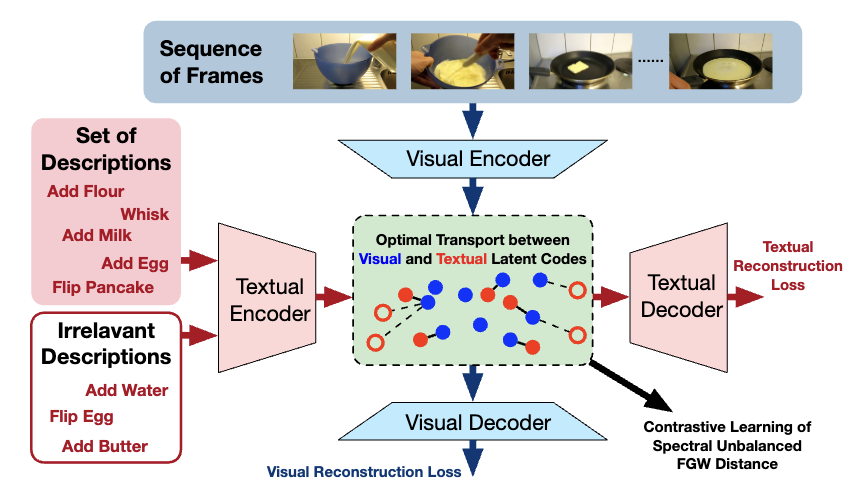 Sequence
of Frames
......
Visual Encoder
Set of
Descriptions
Add Flour
Whisk
Add Milk
Add Egg
Flip Pancake
Irrelavant
Descriptions
Add Water
Flip Egg
Add Butter
Textual
Encoder
Optimal Transport between
Visual and Textual Latent Codes
Textual
Decoder
Textual
Reconstruction
Loss
Visual Decoder
Visual Reconstruction Loss
Contrastive Learning of
Spectral Unbalanced
FGW Distance